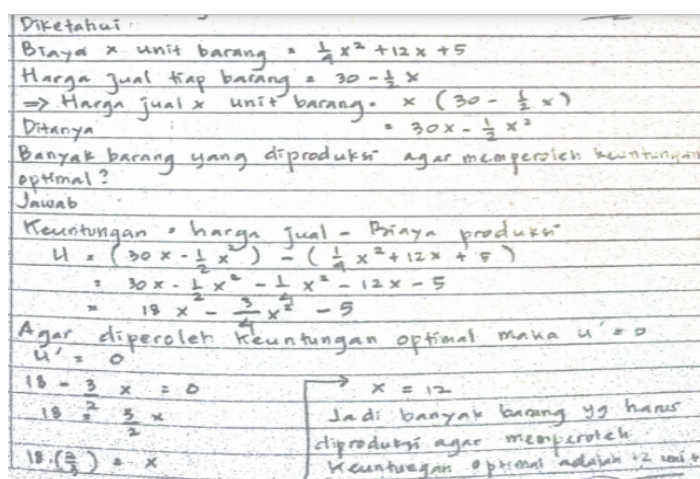 Diketahui :
Biaya x unit barang = 1/4 x² + 12x + 5
Harga jual tiap barang = 30 - 1/2 x
=> Harga jual x unit barang = x (30 - 1/2 x)
Ditanya = 30x - 1/2 x²
Banyak barang yang diproduksi agar memperoleh keuntungan
optimal?
Jawab
Keuntungan = harga jual - Biaya produksi
U = (30x - 1/2 x²) - (1/4 x² + 12x + 5)
= 30x - 1/2 x² - 1/4 x² - 12x - 5
= 18x - 3/4 x² - 5
Agar diperoleh keuntungan optimal maka u' = 0
U' = 0
18 - 3/2 x = 0
18 = 3/2 x
18 . (2/3) = x
x = 12
Jadi banyak barang yg harus
diproduksi agar memperoleh
keuntungan optimal adalah 12 unit